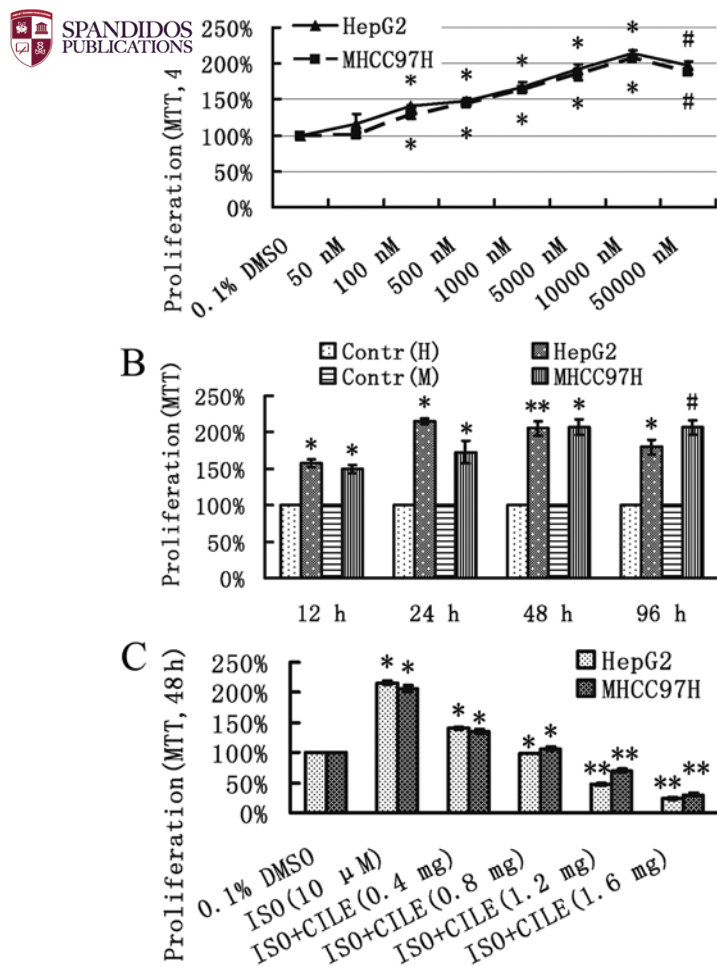 SPANDIDOS
PUBLICATIONS
Proliferation(MTT, 4
250%
200%
150%
100%
50%
0%
HepG2
MHCC97H
* * * * * #
* * * * * #
0.1% DMSO
50 nM
100 nM
500 nM
1000 nM
5000 nM
10000 nM
50000 nM
B
Contr(H)
HepG2
Contr(M)
MHCC97H
Proliferation(MTT)
250%
200%
150%
100%
50%
0%
* * * * ** * * #
12 h
24 h
48 h
96 h
C
HepG2
MHCC97H
Proliferation(MTT, 48h)
250%
200%
150%
100%
50%
0%
* * * * * * ** ** ** **
0.1% DMSO
ISO(10 μM)
ISO+CILE(0.4 mg)
ISO+CILE(0.8 mg)
ISO+CILE(1.2 mg)
ISO+CILE(1.6 mg)